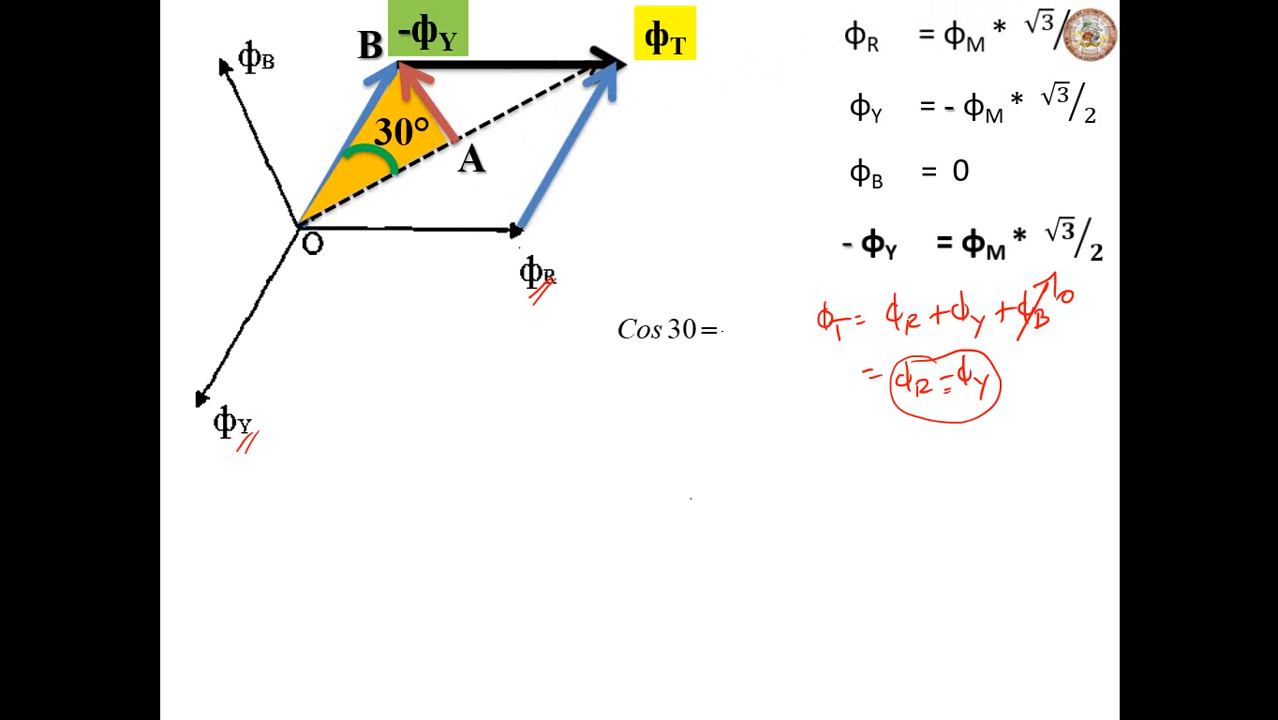 -ϕY
B
ϕT
ϕB
30°
A
O
ϕR
ϕY
Cos 30 =
ϕR = ϕM * √3/
ϕY = - ϕM * √3/2
ϕB = 0
- ϕY = ϕM * √3/2
ϕT = ϕR + ϕY + ϕB 0
= ϕR - ϕY